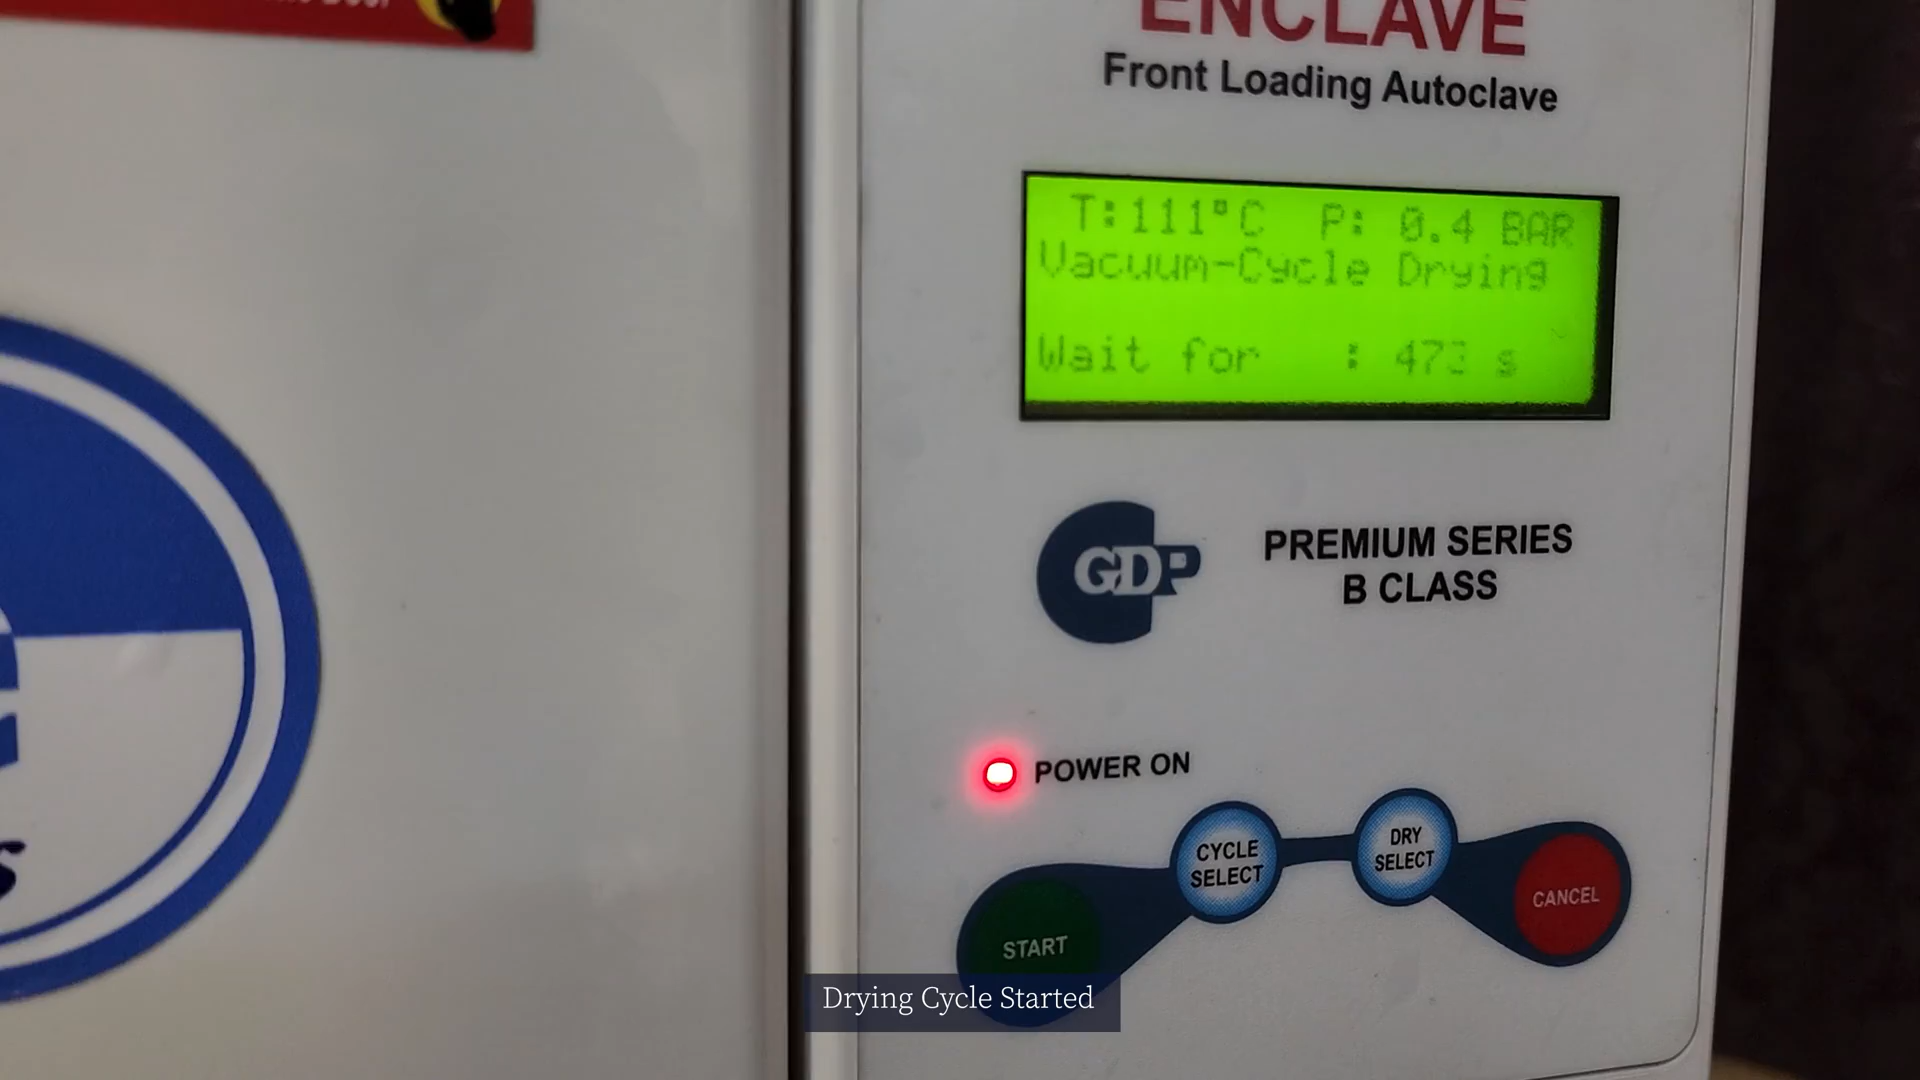 ENCLAVE
Front Loading Autoclave
T:111°C P: 0.4 BAR
Vacuum-Cycle Drying
Wait for : 473 s
GDP
PREMIUM SERIES
B CLASS
POWER ON
CYCLE
SELECT
DRY
SELECT
CANCEL
START
Drying Cycle Started